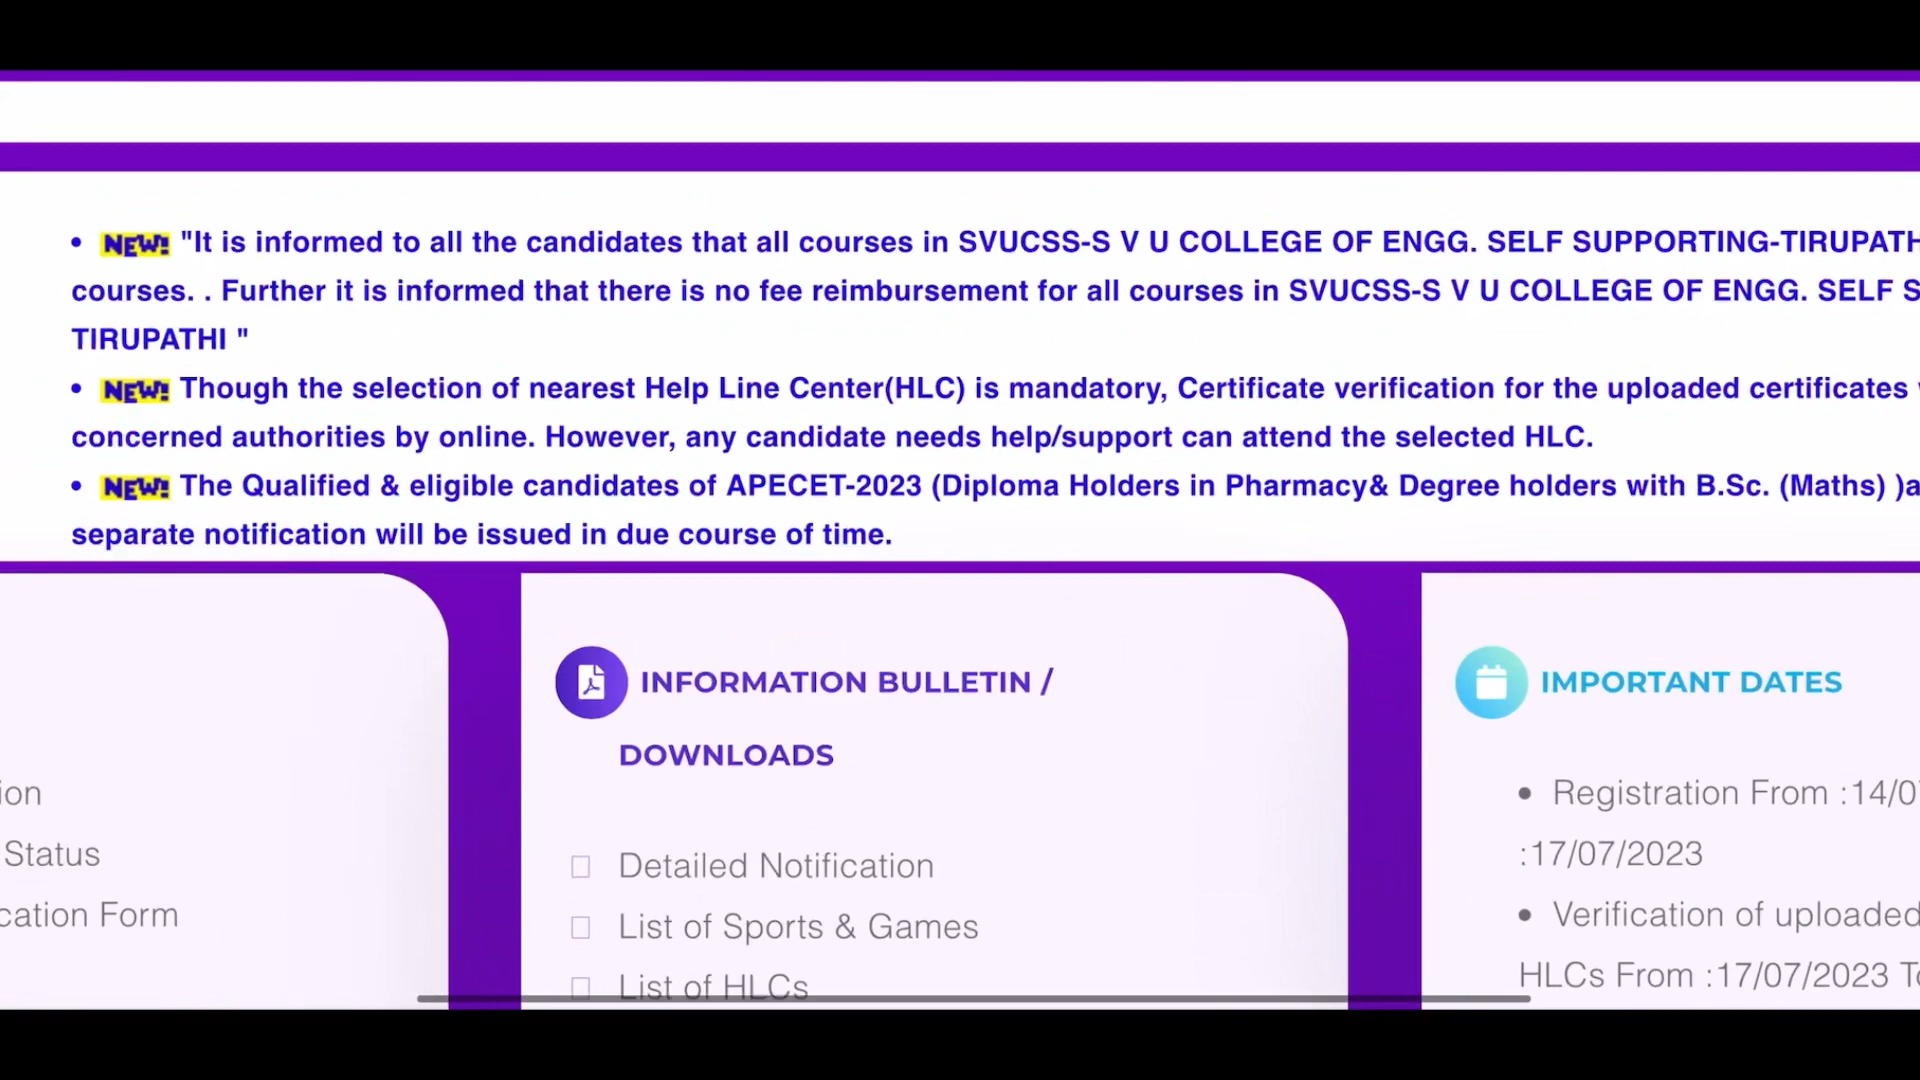 • NEW! "It is informed to all the candidates that all courses in SVUCSS-S V U COLLEGE OF ENGG. SELF SUPPORTING-TIRUPATH
courses. . Further it is informed that there is no fee reimbursement for all courses in SVUCSS-S V U COLLEGE OF ENGG. SELF S
TIRUPATHI "
• NEW! Though the selection of nearest Help Line Center(HLC) is mandatory, Certificate verification for the uploaded certificates
concerned authorities by online. However, any candidate needs help/support can attend the selected HLC.
• NEW! The Qualified & eligible candidates of APECET-2023 (Diploma Holders in Pharmacy& Degree holders with B.Sc. (Maths) )a
separate notification will be issued in due course of time.
ion
Status
cation Form
INFORMATION BULLETIN /
DOWNLOADS
Detailed Notification
List of Sports & Games
List of HLCs
IMPORTANT DATES
• Registration From :14/0
:17/07/2023
• Verification of uploaded
HLCs From :17/07/2023 To